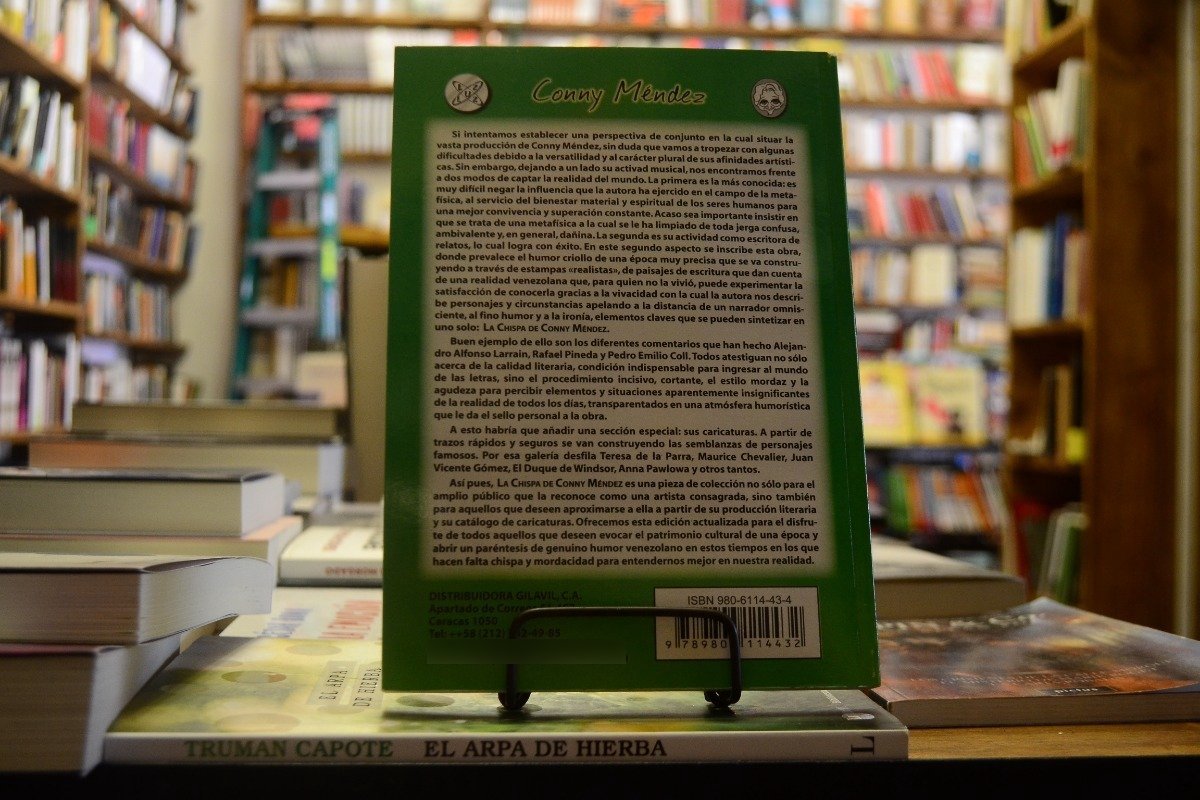 Conny Méndez
Si intentamos establecer una perspectiva de conjunto en la cual situar la
vasta producción de Conny Méndez, sin duda que vamos a tropezar con algunas
dificultades debido a la versatilidad y al carácter plural de sus afinidades artísti-
cas. Sin embargo, dejando a un lado su activad musical, nos encontramos frente
a dos modos de captar la realidad del mundo. La primera es la más conocida: es
muy difícil negar la influencia que la autora ha ejercido en el campo de la meta-
física, al servicio del bienestar material y espiritual de los seres humanos para
una mejor convivencia y superación constante. Acaso sea importante insistir en
que se trata de una metafísica a la cual se le ha limpiado de toda jerga confusa,
ambivalente y, en general, dañina. La segunda es su actividad como escritora de
relatos, lo cual logra con éxito. En este segundo aspecto se inscribe esta obra,
donde prevalece el humor criollo de una época muy precisa que se va constru-
yendo a través de estampas «realistas», de paisajes de escritura que dan cuenta
de una realidad venezolana que, para quien no la vivió, puede experimentar la
satisfacción de conocerla gracias a la vivacidad con la cual la autora nos descri-
be personajes y circunstancias apelando a la distancia de un narrador omnis-
ciente, al fino humor y a la ironía, elementos claves que se pueden sintetizar en
uno solo: LA CHISPA DE CONNY MÉNDEZ.
Buen ejemplo de ello son los diferentes comentarios que han hecho Alejan-
dro Alfonso Larrain, Rafael Pineda y Pedro Emilio Coll. Todos atestiguan no sólo
acerca de la calidad literaria, condición indispensable para ingresar al mundo
de las letras, sino el procedimiento incisivo, cortante, el estilo mordaz y la
agudeza para percibir elementos y situaciones aparentemente insignificantes
de la realidad de todos los días, transparentados en una atmósfera humorística
que le da el sello personal a la obra.
A esto habría que añadir una sección especial: sus caricaturas. A partir de
trazos rápidos y seguros se van construyendo las semblanzas de personajes
famosos. Por esa galería desfila Teresa de la Parra, Maurice Chevalier, Juan
Vicente Gómez, El Duque de Windsor, Anna Pawlowa y otros tantos.
Así pues, LA CHISPA DE CONNY MÉNDEZ es una pieza de colección no sólo para el
amplio público que la reconoce como una artista consagrada, sino también
para aquellos que deseen aproximarse a ella a partir de su producción literaria
y su catálogo de caricaturas. Ofrecemos esta edición actualizada para el disfru-
te de todos aquellos que deseen evocar el patrimonio cultural de una época y
abrir un paréntesis de genuino humor venezolano en estos tiempos en los que
hacen falta chispa y mordacidad para entendernos mejor en nuestra realidad.
DISTRIBUIDORA GILAVIL, C.A.
Apartado de
Caracas 1050
Tel: +58 (212) 2-49-85
ISBN 980-6114-43-4
9 789806 114432
EL ARPA
DE HIERBA
TRUMAN CAPOTE EL ARPA DE HIERBA